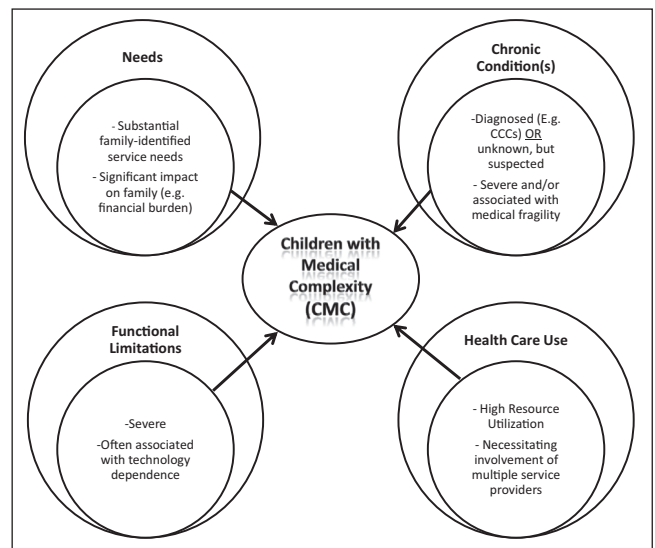 Needs
- Substantial
family-identified
service needs
- Significant impact
on family (e.g.
financial burden)
Chronic
Condition(s)
-Diagnosed (E.g.
CCCs) OR
unknown, but
suspected
- Severe and/or
associated with
medical fragility
Children with
Medical
Complexity
(CMC)
Functional
Limitations
-Severe
-Often associated
with technology
dependence
Health Care Use
- High Resource
Utilization
- Necessitating
involvement of
multiple service
providers